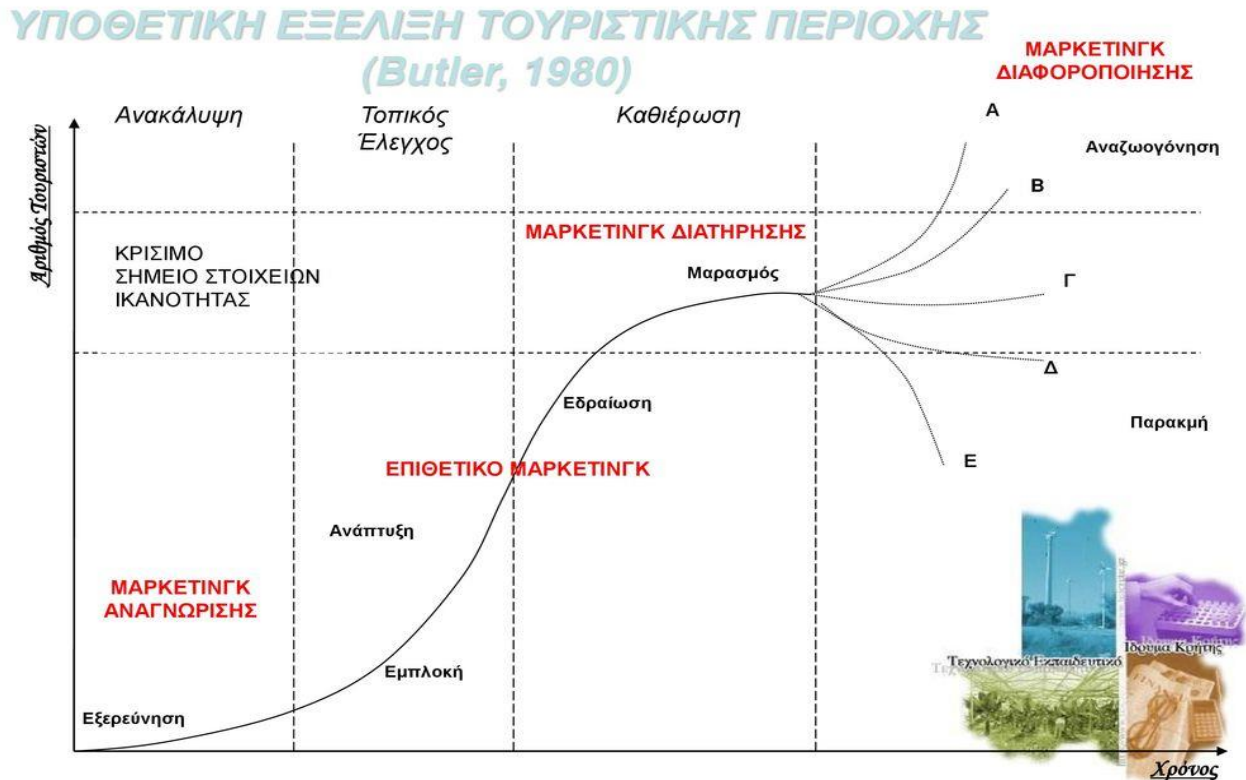 ΥΠΟΘΕΤΙΚΗ ΕΞΕΛΙΞΗ ΤΟΥΡΙΣΤΙΚΗΣ ΠΕΡΙΟΧΗΣ
(Butler, 1980)
ΜΑΡΚΕΤΙΝΓΚ
ΔΙΑΦΟΡΟΠΟΙΗΣΗΣ
Ανακάλυψη
Τοπικός
Έλεγχος
Καθιέρωση
Αριθμός Τουριστών
Α
Αναζωογόνηση
Β
ΜΑΡΚΕΤΙΝΓΚ ΔΙΑΤΗΡΗΣΗΣ
ΚΡΙΣΙΜΟ
ΣΗΜΕΙΟ ΣΤΟΙΧΕΙΩΝ
ΙΚΑΝΟΤΗΤΑΣ
Μαρασμός
Γ
Δ
Εδραίωση
Παρακμή
Ε
ΕΠΙΘΕΤΙΚΟ ΜΑΡΚΕΤΙΝΓΚ
Ανάπτυξη
ΜΑΡΚΕΤΙΝΓΚ
ΑΝΑΓΝΩΡΙΣΗΣ
Εμπλοκή
Εξερεύνηση
Τεχνολογικό Εκπαιδευτικό Ίδρυμα Κρήτης
Χρόνος